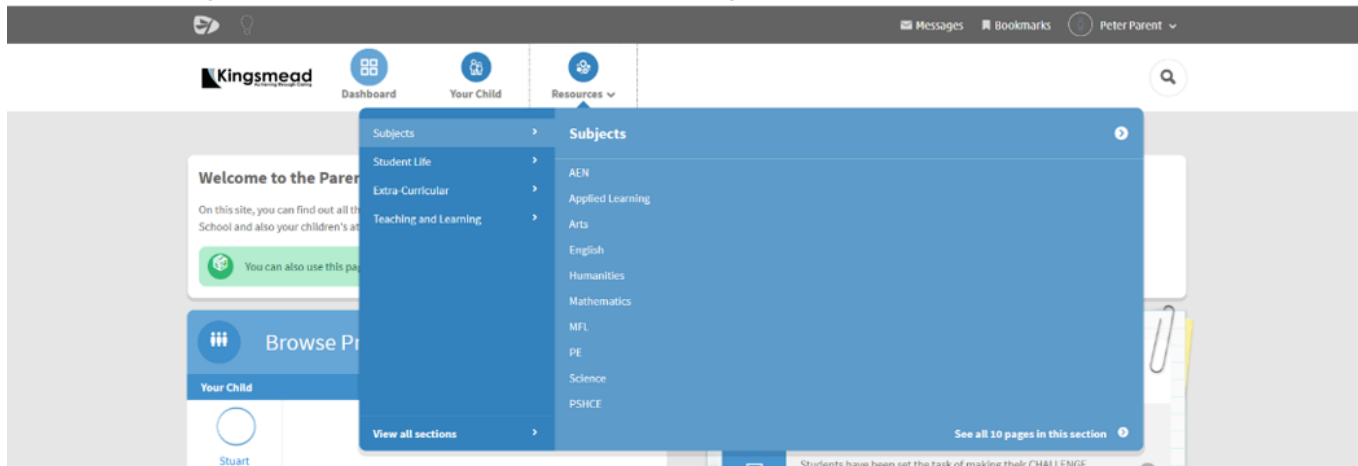 Messages Bookmarks Peter Parent
Kingsmead
Achieving through Caring
Dashboard Your Child Resources
Subjects
Student Life
Extra-Curricular
Teaching and Learning
View all sections
Subjects
AEN
Applied Learning
Arts
English
Humanities
Mathematics
MFL
PE
Science
PSHCE
See all 10 pages in this section
Welcome to the Paren
On this site, you can find out all th
School and also your children's at
You can also use this pag
Browse Pr
Your Child
Stuart
Students have been set the task of making their CHALLENGE